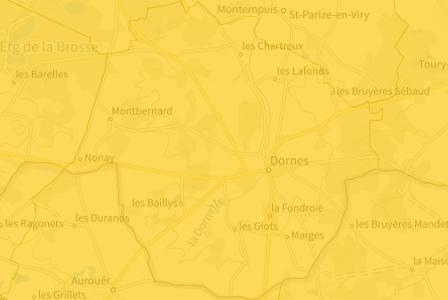 Montempuis
St-Parize-en-Viry
Etg de la Brosse
les Chartreux
les Barelles
les Lafonds
Toury-
les Bruyères Sébaud
Montbernard
Nonay
Dornes
les Baillys
la Dornette
la Fondroie
les Ragonets
les Durands
les Glots
Marges
les Bruyères Mandet
la Maiso
Aurouër
les Grillets